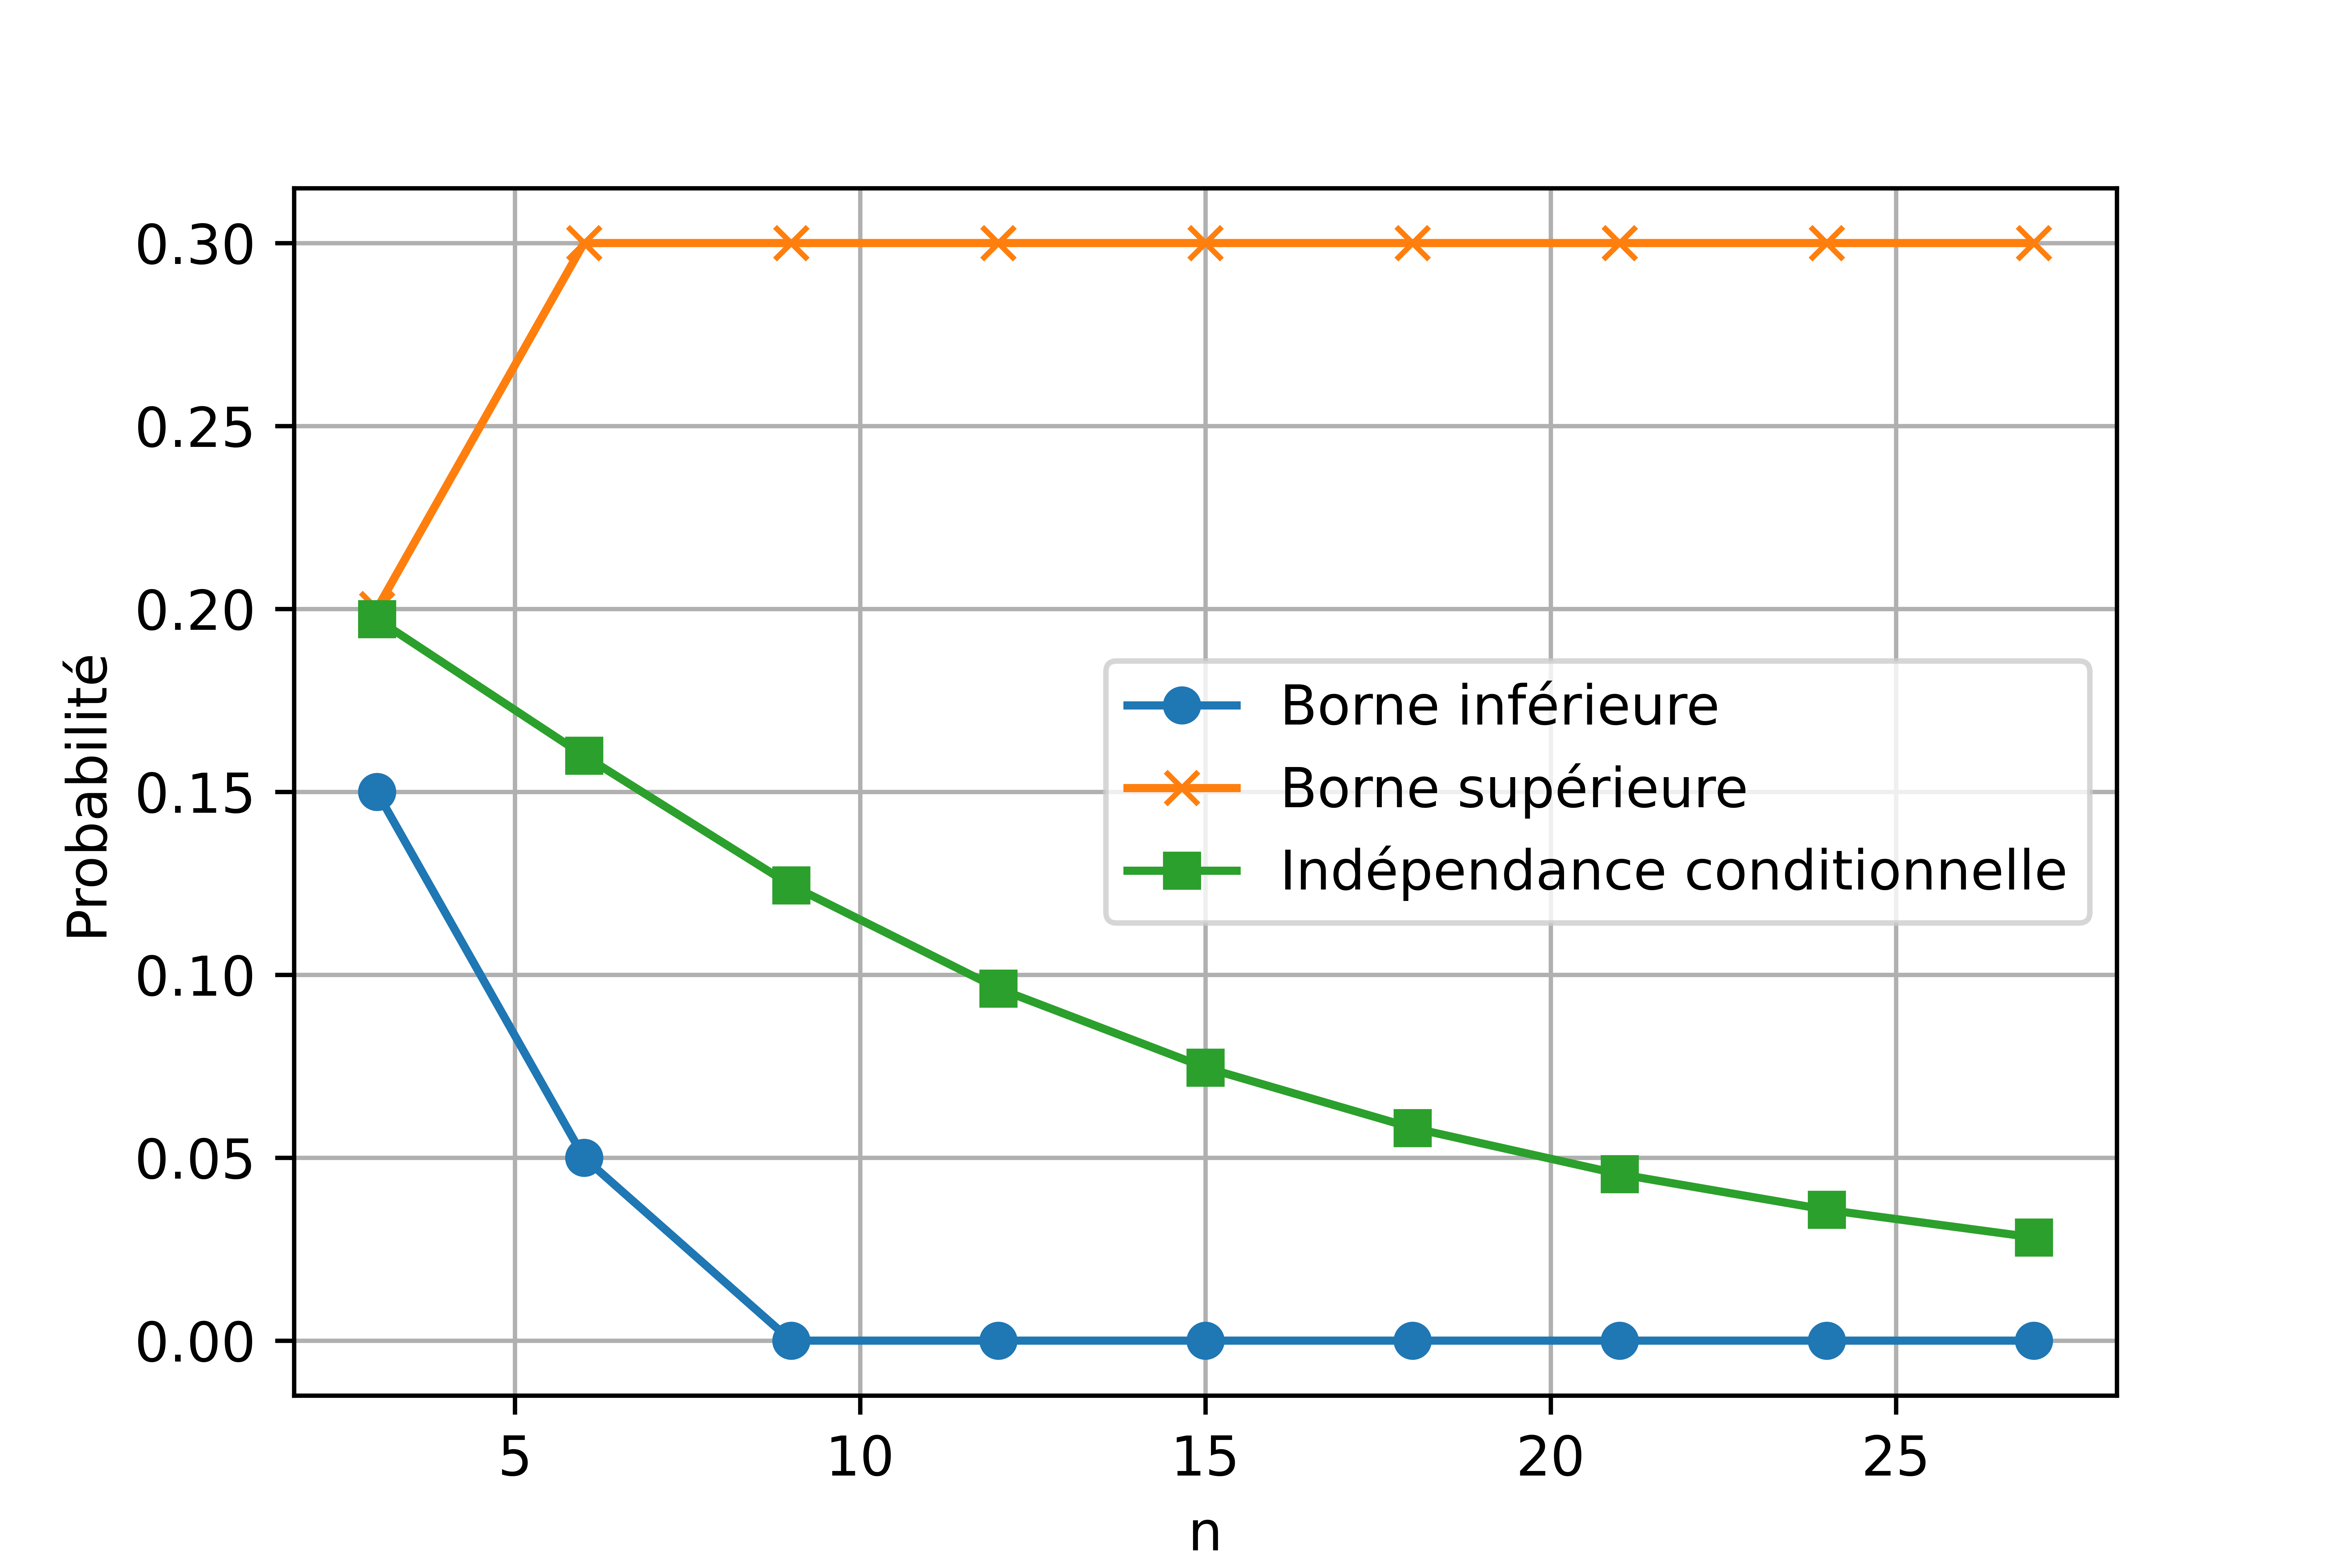 0.30
0.25
0.20
0.15
0.10
0.05
0.00
Probabilité
Borne inférieure
Borne supérieure
Indépendance conditionnelle
5 10 15 20 25
n